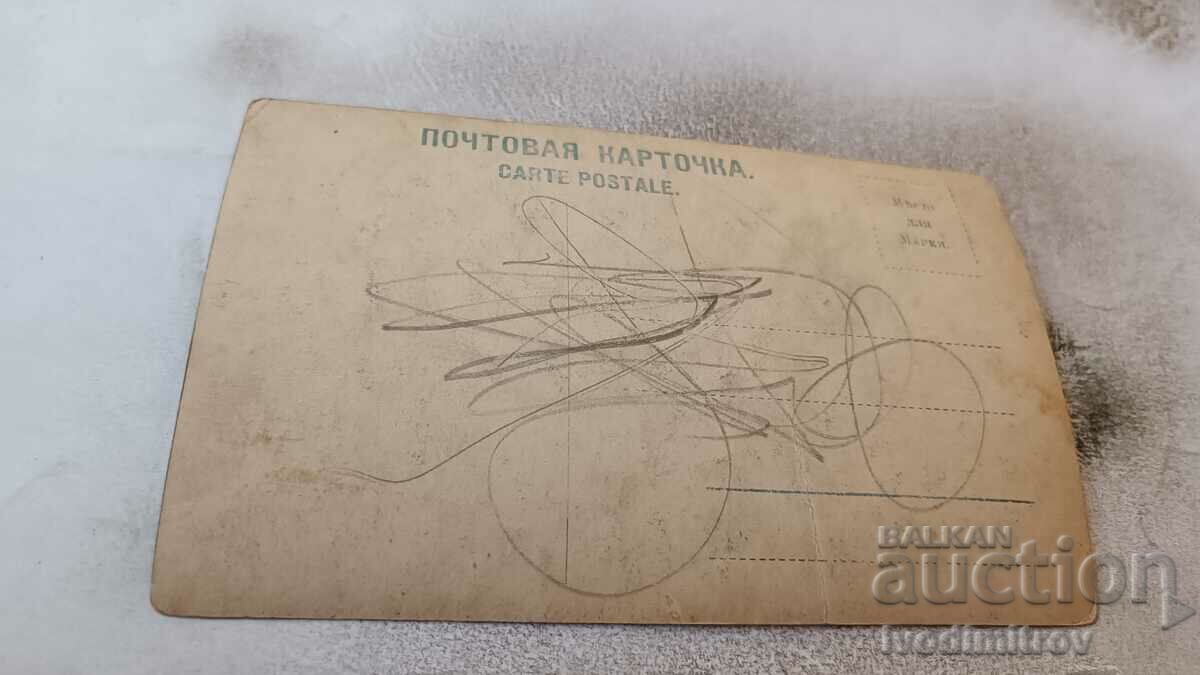 ПОЧТОВАЯ КАРТОЧКА.
CARTE POSTALE.
Мѣсто
для
Марки.
BALKAN
auction
ivodimitrov